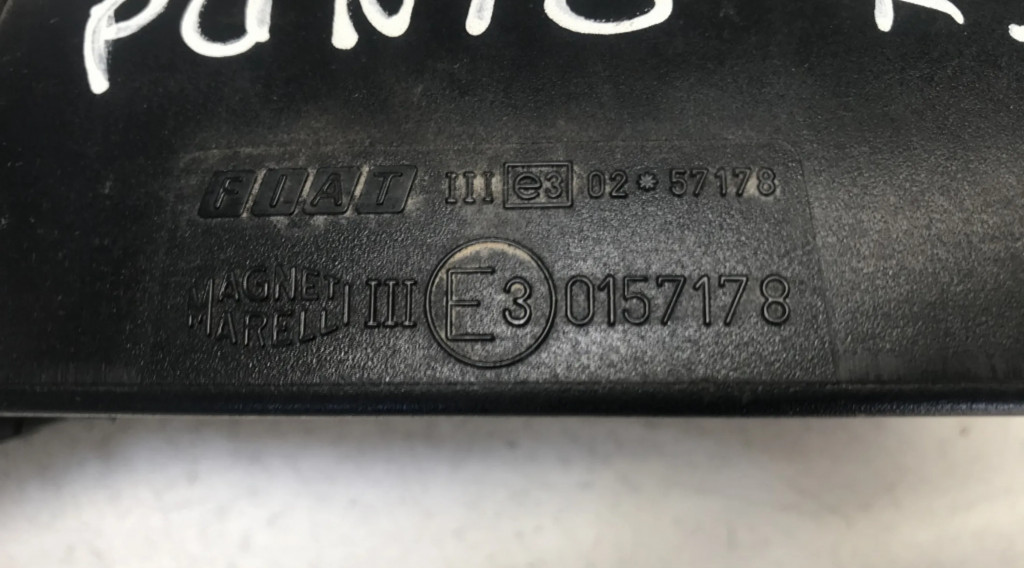 PUNTO
FIAT III e3 02*57178
MAGNETI MARELLI III E3 0157178